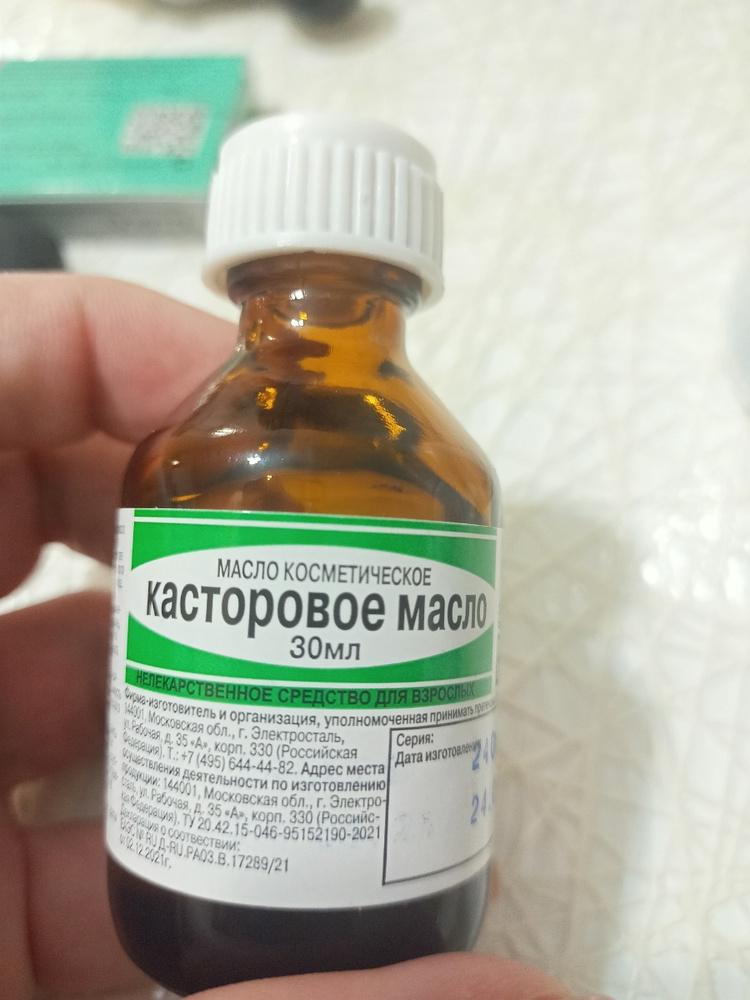 МАСЛО КОСМЕТИЧЕСКОЕ
касторовое масло
30мл
НЕЛЕКАРСТВЕННОЕ СРЕДСТВО ДЛЯ ВЗРОСЛЫХ
Фирма-изготовитель и организация, уполномоченная принимать
144001, Московская обл., г. Электросталь,
ул. Рабочая, д. 35 «А», корп. 330 (Российская
Федерация). Т.: +7 (495) 644-44-82. Адрес места
осуществления деятельности по изготовлению
продукции: 144001, Московская обл., г. Электро-
сталь, ул. Рабочая, д. 35 «А», корп. 330 (Российс-
кая Федерация). ТУ 20.42.15-046-95152190-2021
Декларация о соответствии:
ЕАЭС № RU Д-RU.РА03.В.17289/21
от 02.12.2021г.
Серия:
Дата изготовления